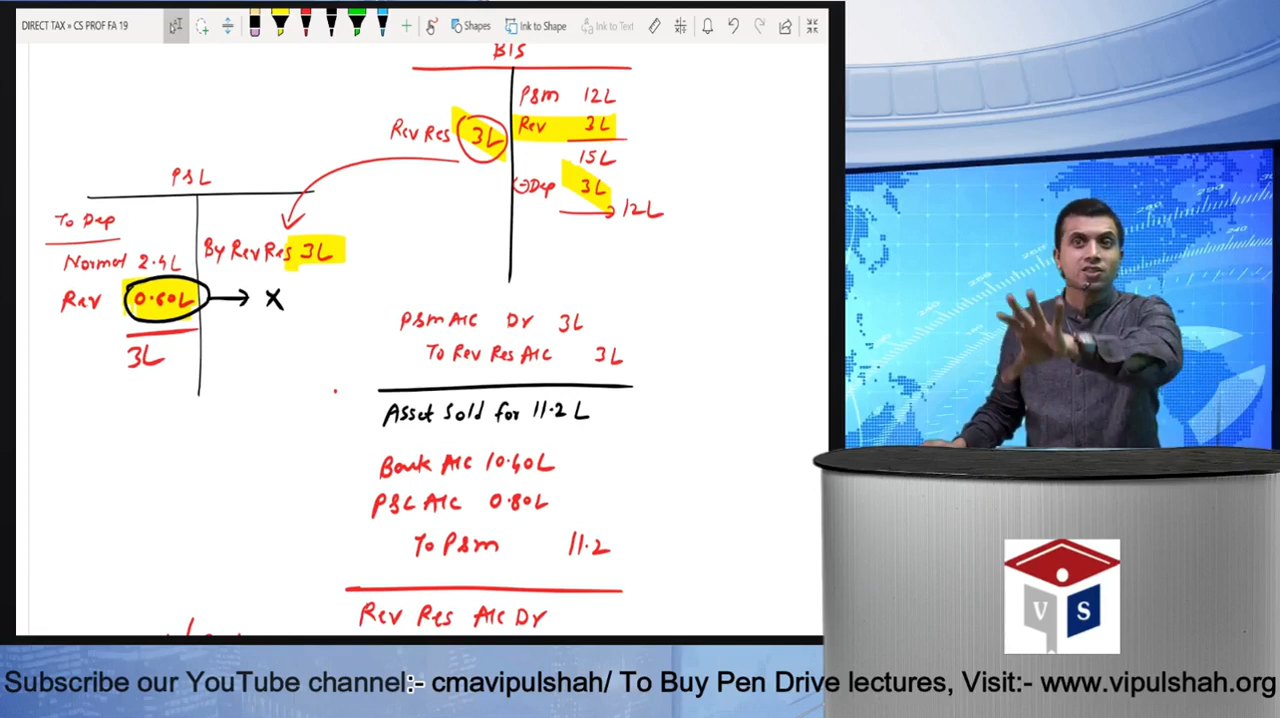 DIRECT TAX » CS PROF FA 19
Shapes
Ink to Shape
Ink to Text
B/S
P&m 12L
Rev Res 3L
Rev 3L
15L
(-) Dep 3L
12L
P&L
To Dep
By Rev Res 3L
Normal 2.4L
Rev 0.60L → X
3L
P&m A/c Dr 3L
To Rev Res A/c 3L
Asset Sold for 11.2 L
Bank A/c 10.40L
P&L A/c 0.80L
To P&m 11.2
Rev Res A/c Dr
V S
Subscribe our YouTube channel:- cmavipulshah/ To Buy Pen Drive lectures, Visit:- www.vipulshah.org